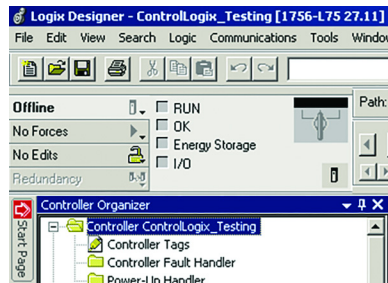 Logix Designer - ControlLogix_Testing [1756-L75 27.11]
File Edit View Search Logic Communications Tools Window
Offline
RUN
Path:
No Forces
OK
Energy Storage
No Edits
I/O
Redundancy
Controller Organizer
Start Page
Controller ControlLogix_Testing
Controller Tags
Controller Fault Handler
Power-Up Handler